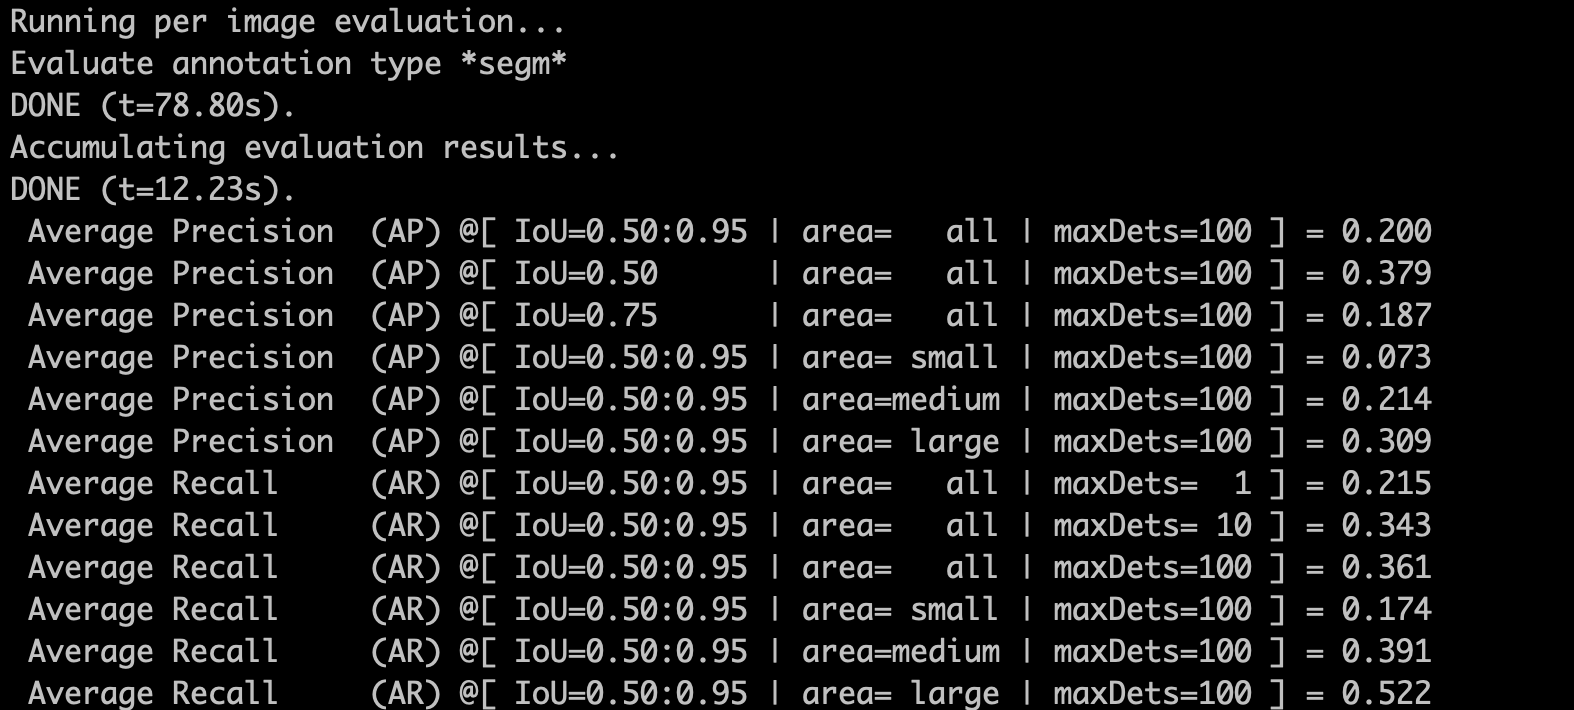 Running per image evaluation...
Evaluate annotation type *segm*
DONE (t=78.80s).
Accumulating evaluation results...
DONE (t=12.23s).
 Average Precision  (AP) @[ IoU=0.50:0.95 | area=   all | maxDets=100 ] = 0.200
 Average Precision  (AP) @[ IoU=0.50      | area=   all | maxDets=100 ] = 0.379
 Average Precision  (AP) @[ IoU=0.75      | area=   all | maxDets=100 ] = 0.187
 Average Precision  (AP) @[ IoU=0.50:0.95 | area= small | maxDets=100 ] = 0.073
 Average Precision  (AP) @[ IoU=0.50:0.95 | area=medium | maxDets=100 ] = 0.214
 Average Precision  (AP) @[ IoU=0.50:0.95 | area= large | maxDets=100 ] = 0.309
 Average Recall     (AR) @[ IoU=0.50:0.95 | area=   all | maxDets=  1 ] = 0.215
 Average Recall     (AR) @[ IoU=0.50:0.95 | area=   all | maxDets= 10 ] = 0.343
 Average Recall     (AR) @[ IoU=0.50:0.95 | area=   all | maxDets=100 ] = 0.361
 Average Recall     (AR) @[ IoU=0.50:0.95 | area= small | maxDets=100 ] = 0.174
 Average Recall     (AR) @[ IoU=0.50:0.95 | area=medium | maxDets=100 ] = 0.391
 Average Recall     (AR) @[ IoU=0.50:0.95 | area= large | maxDets=100 ] = 0.522